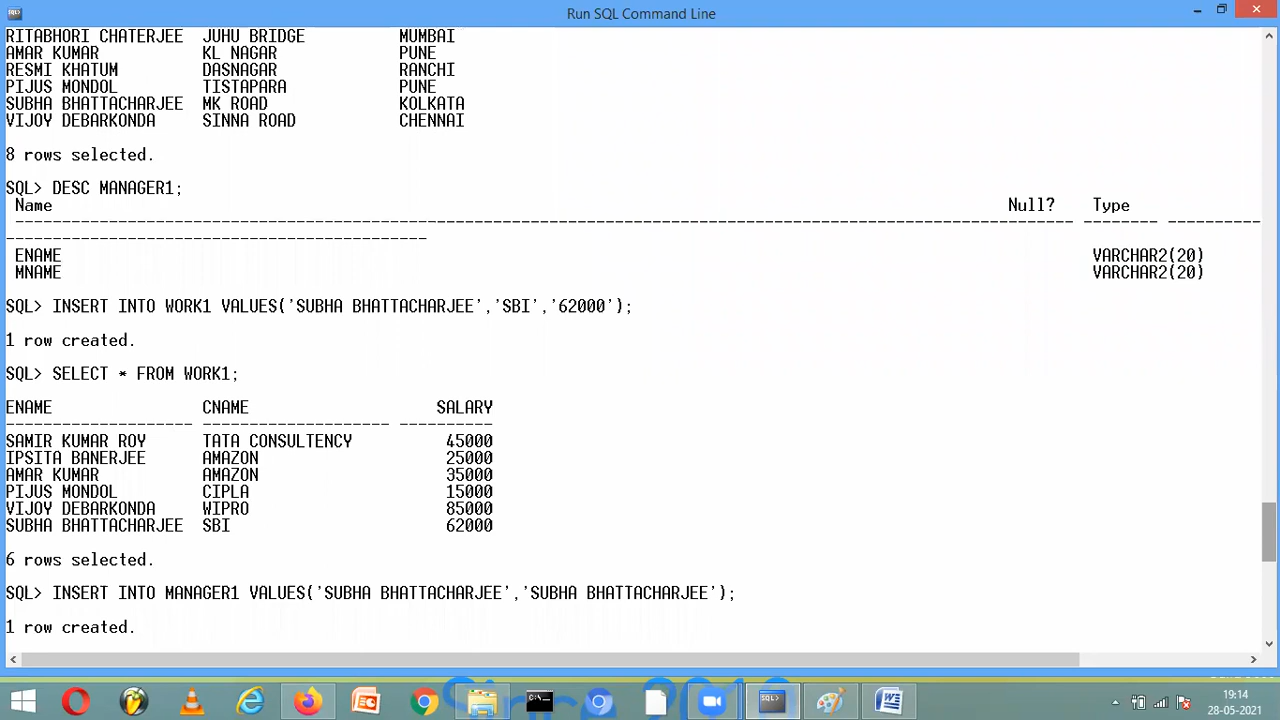 Run SQL Command Line
RITABHORI CHATERJEE JUHU BRIDGE MUMBAI
AMAR KUMAR KL NAGAR PUNE
RESMI KHATUM DASNAGAR RANCHI
PIJUS MONDOL TISTAPARA PUNE
SUBHA BHATTACHARJEE MK ROAD KOLKATA
VIJOY DEBARKONDA SINNA ROAD CHENNAI
8 rows selected.
SQL> DESC MANAGER1;
Name Null? Type
ENAME VARCHAR2(20)
MNAME VARCHAR2(20)
SQL> INSERT INTO WORK1 VALUES('SUBHA BHATTACHARJEE','SBI','62000');
1 row created.
SQL> SELECT * FROM WORK1;
ENAME CNAME SALARY
SAMIR KUMAR ROY TATA CONSULTENCY 45000
IPSITA BANERJEE AMAZON 25000
AMAR KUMAR AMAZON 35000
PIJUS MONDOL CIPLA 15000
VIJOY DEBARKONDA WIPRO 85000
SUBHA BHATTACHARJEE SBI 62000
6 rows selected.
SQL> INSERT INTO MANAGER1 VALUES('SUBHA BHATTACHARJEE','SUBHA BHATTACHARJEE');
1 row created.
19:14
28-05-2021